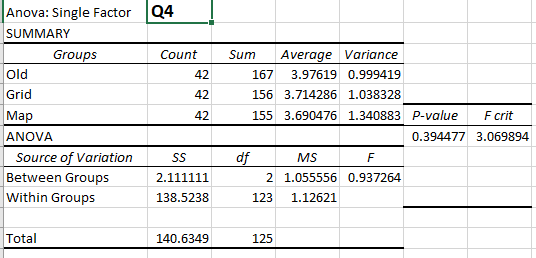 Anova: Single Factor Q4
SUMMARY
Groups Count Sum Average Variance
Old 42 167 3.97619 0.999419
Grid 42 156 3.714286 1.038328
Map 42 155 3.690476 1.340883 P-value F crit
ANOVA 0.394477 3.069894
Source of Variation SS df MS F
Between Groups 2.111111 2 1.055556 0.937264
Within Groups 138.5238 123 1.12621
Total 140.6349 125